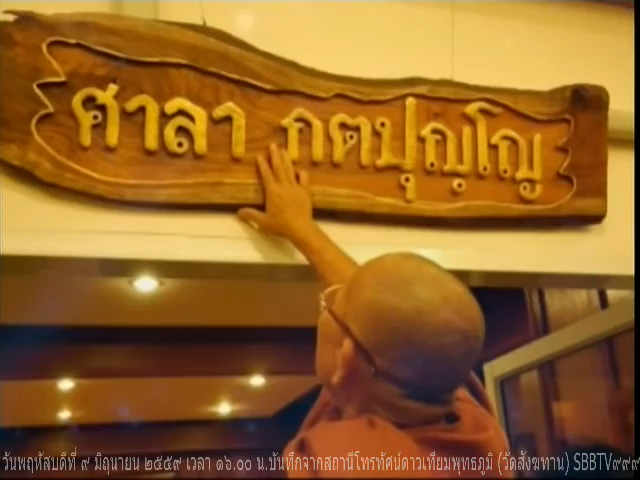 ศาลา กตปุญฺโญ
วันพฤหัสบดีที่ ๙ มิถุนายน ๒๕๕๙ เวลา ๑๖.๐๐ น.บันทึกจากสถานีโทรทัศน์ดาวเทียมพุทธภูมิ (วัดสังฆทาน) SBBTV๙๙๙